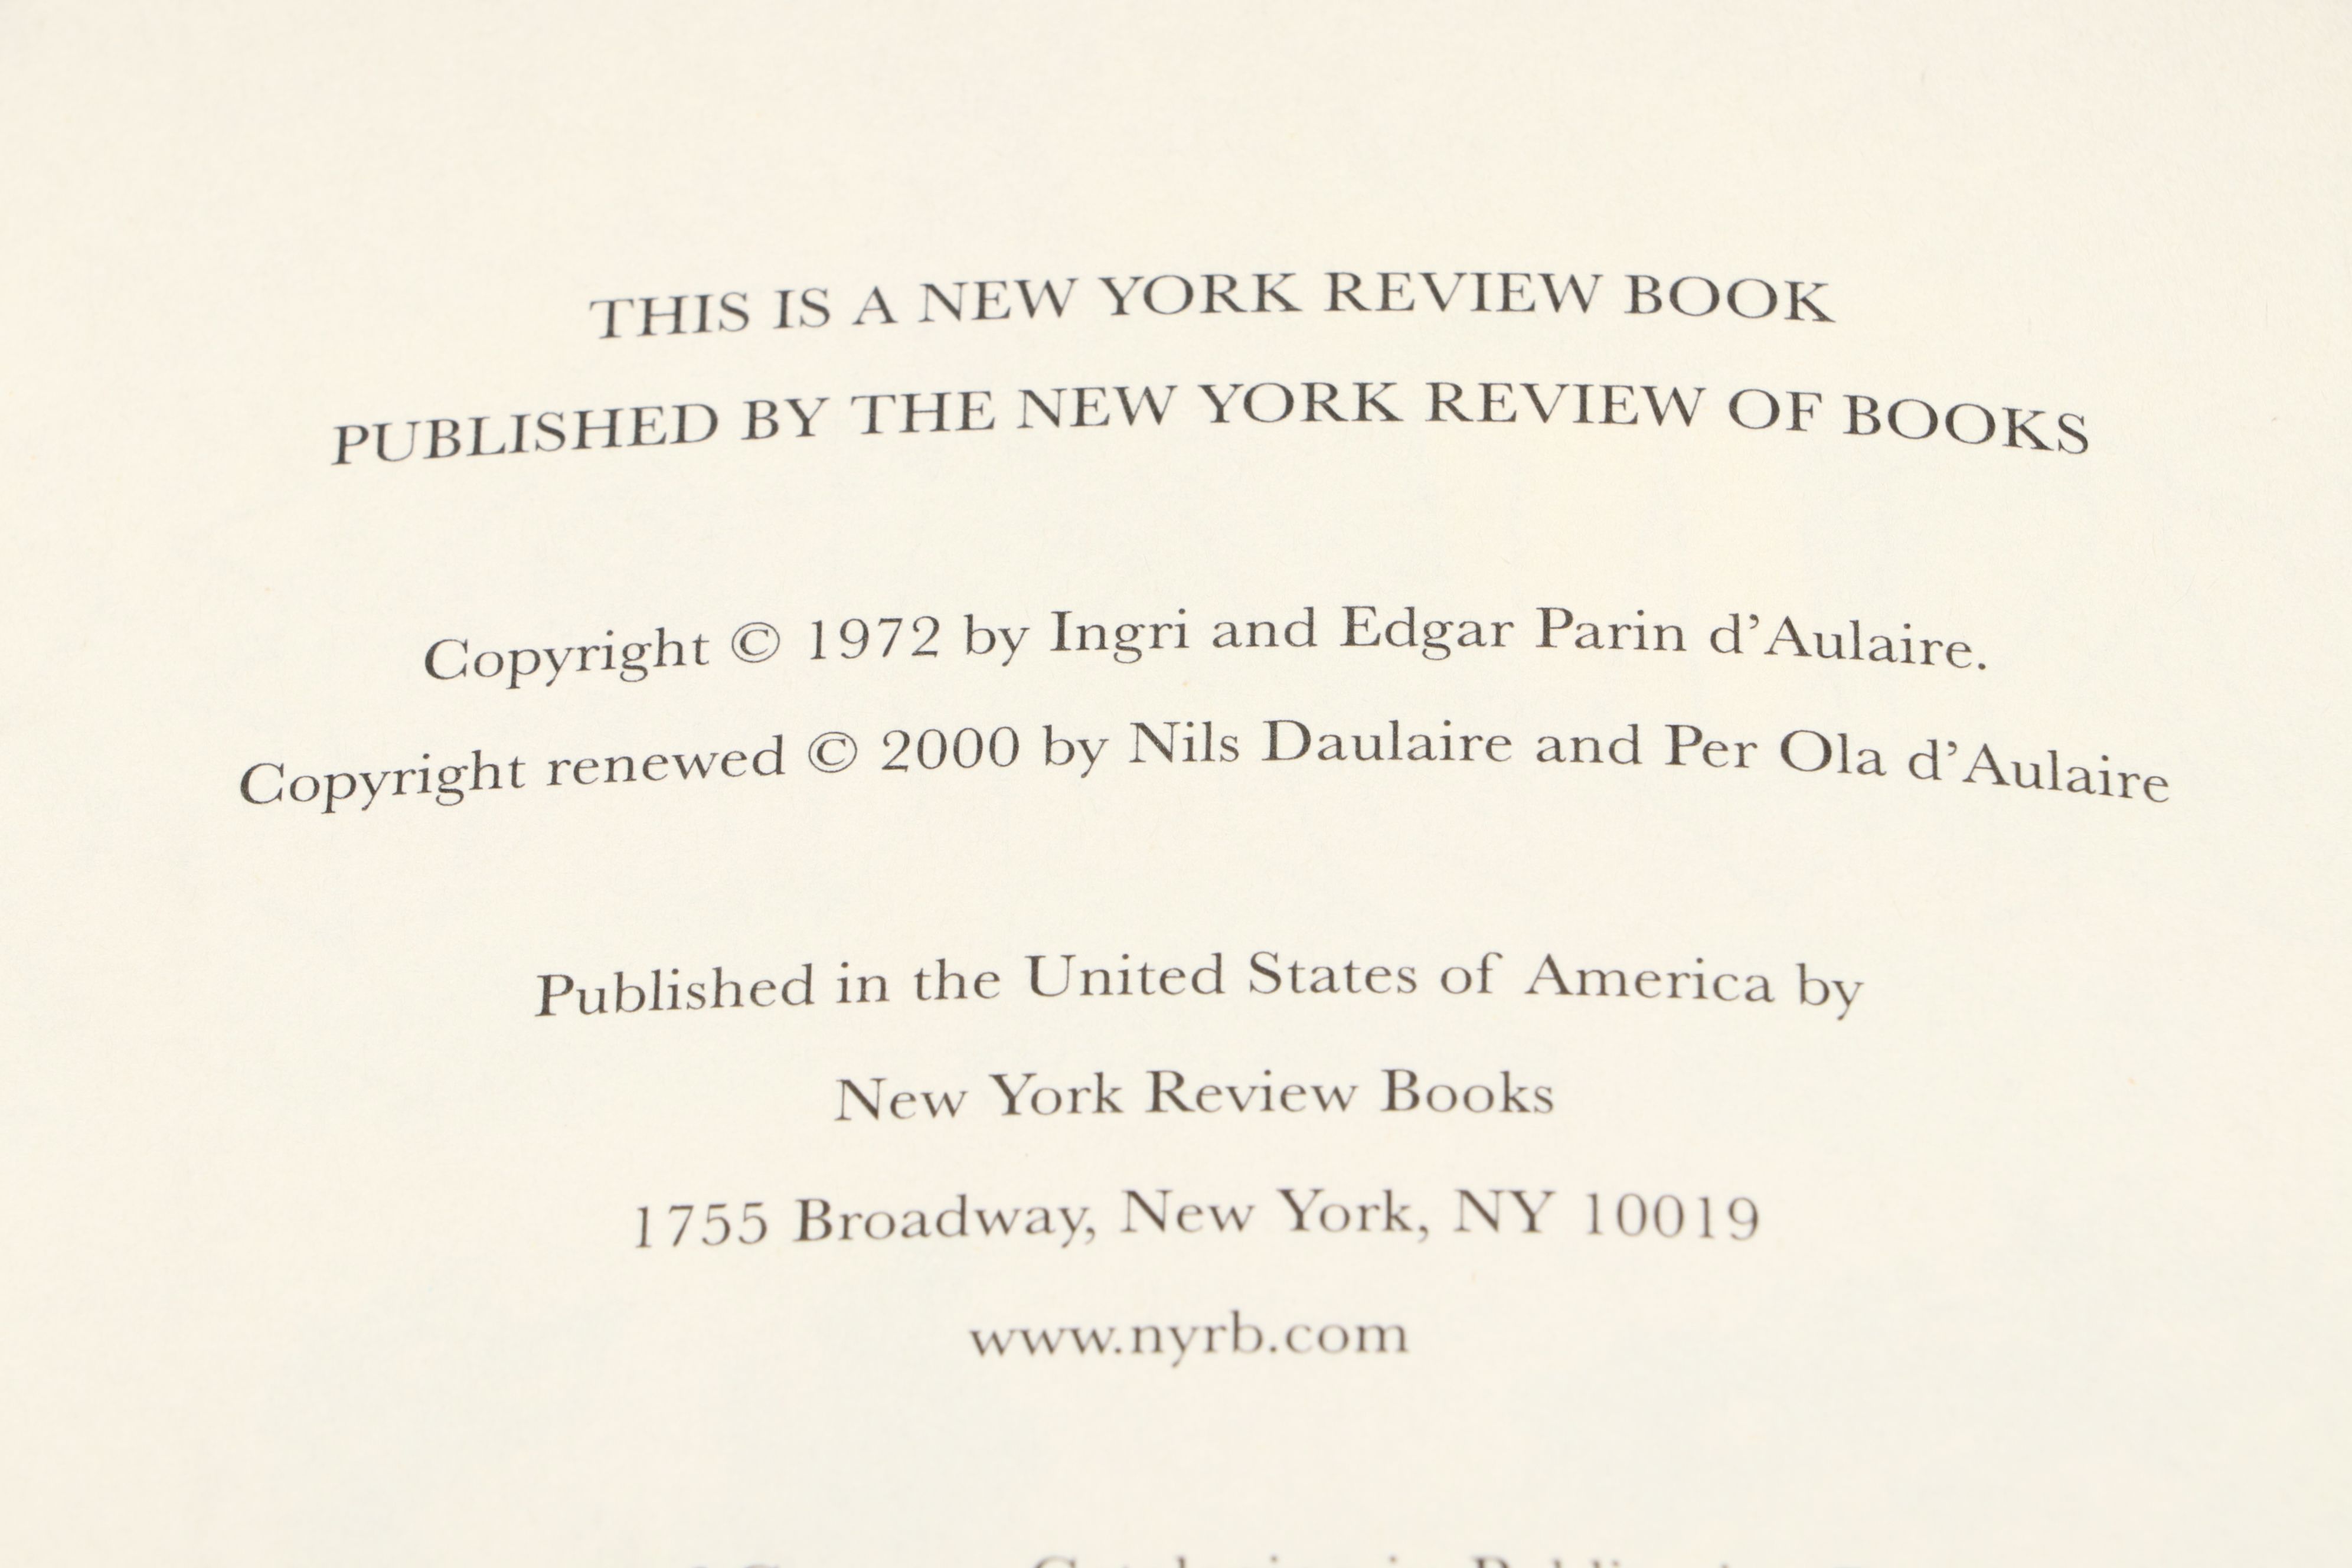 THIS IS A NEW YORK REVIEW BOOK
PUBLISHED BY THE NEW YORK REVIEW OF BOOKS
Copyright © 1972 by Ingri and Edgar Parin d’Aulaire.
Copyright renewed © 2000 by Nils Daulaire and Per Ola d’Aulaire
Published in the United States of America by
New York Review Books
1755 Broadway, New York, NY 10019
www.nyrb.com